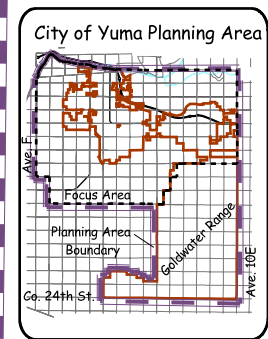 City of Yuma Planning Area
Ave. F
Focus Area
Planning Area
Boundary
Goldwater Range
Co. 24th St.
Ave. 10E